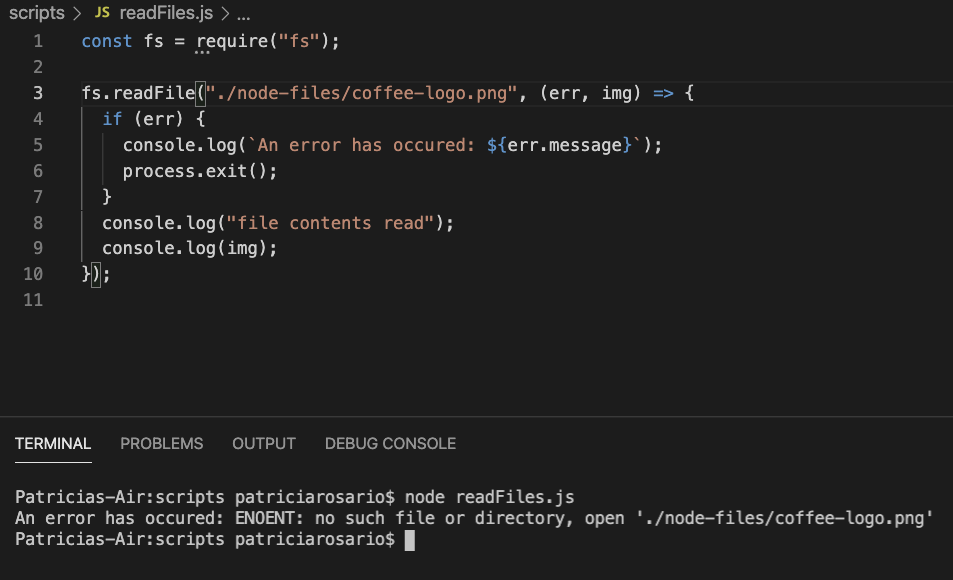 scripts > JS readFiles.js > ...
1 const fs = require("fs");
2
3 fs.readFile("./node-files/coffee-logo.png", (err, img) => {
4 if (err) {
5 console.log(`An error has occured: ${err.message}`);
6 process.exit();
7 }
8 console.log("file contents read");
9 console.log(img);
10 });
11
TERMINAL PROBLEMS OUTPUT DEBUG CONSOLE
Patricias-Air:scripts patriciarosario$ node readFiles.js
An error has occured: ENOENT: no such file or directory, open './node-files/coffee-logo.png'
Patricias-Air:scripts patriciarosario$